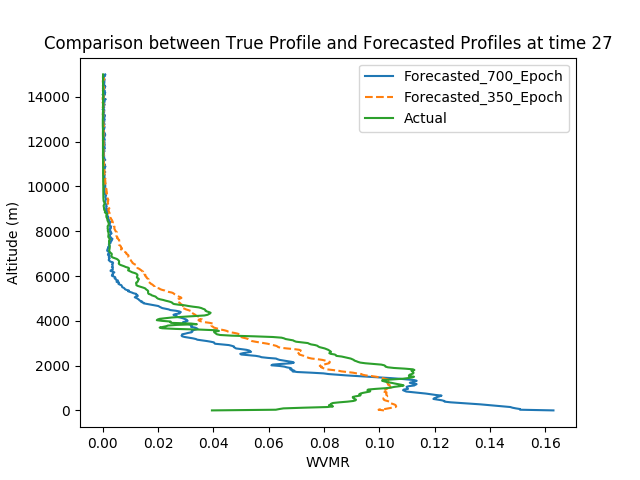 Comparison between True Profile and Forecasted Profiles at time 27
Forecasted_700_Epoch
Forecasted_350_Epoch
Actual
Altitude (m)
14000
12000
10000
8000
6000
4000
2000
0
0.00 0.02 0.04 0.06 0.08 0.10 0.12 0.14 0.16
WVMR